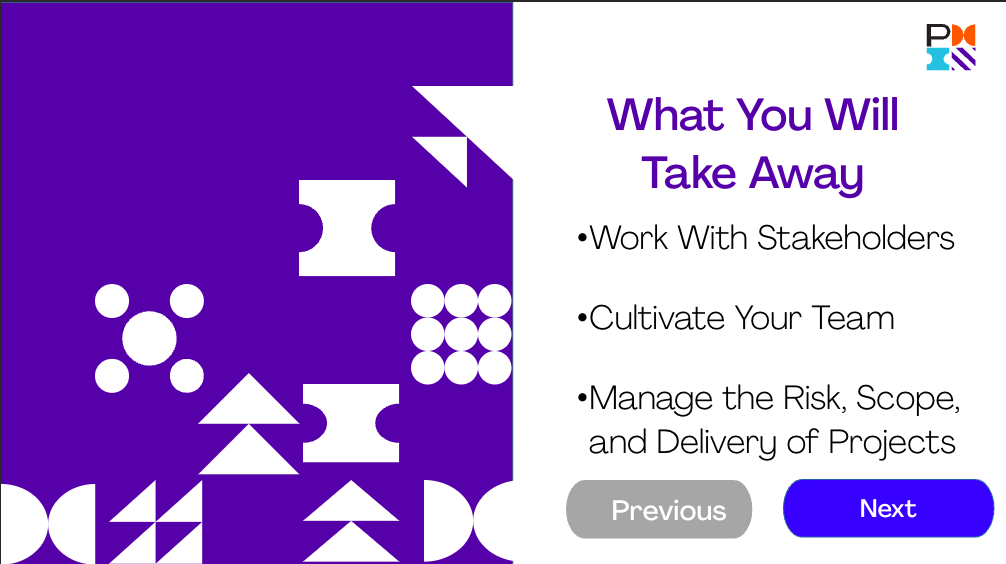 What You Will
Take Away
•Work With Stakeholders
•Cultivate Your Team
•Manage the Risk, Scope,
and Delivery of Projects
Previous
Next